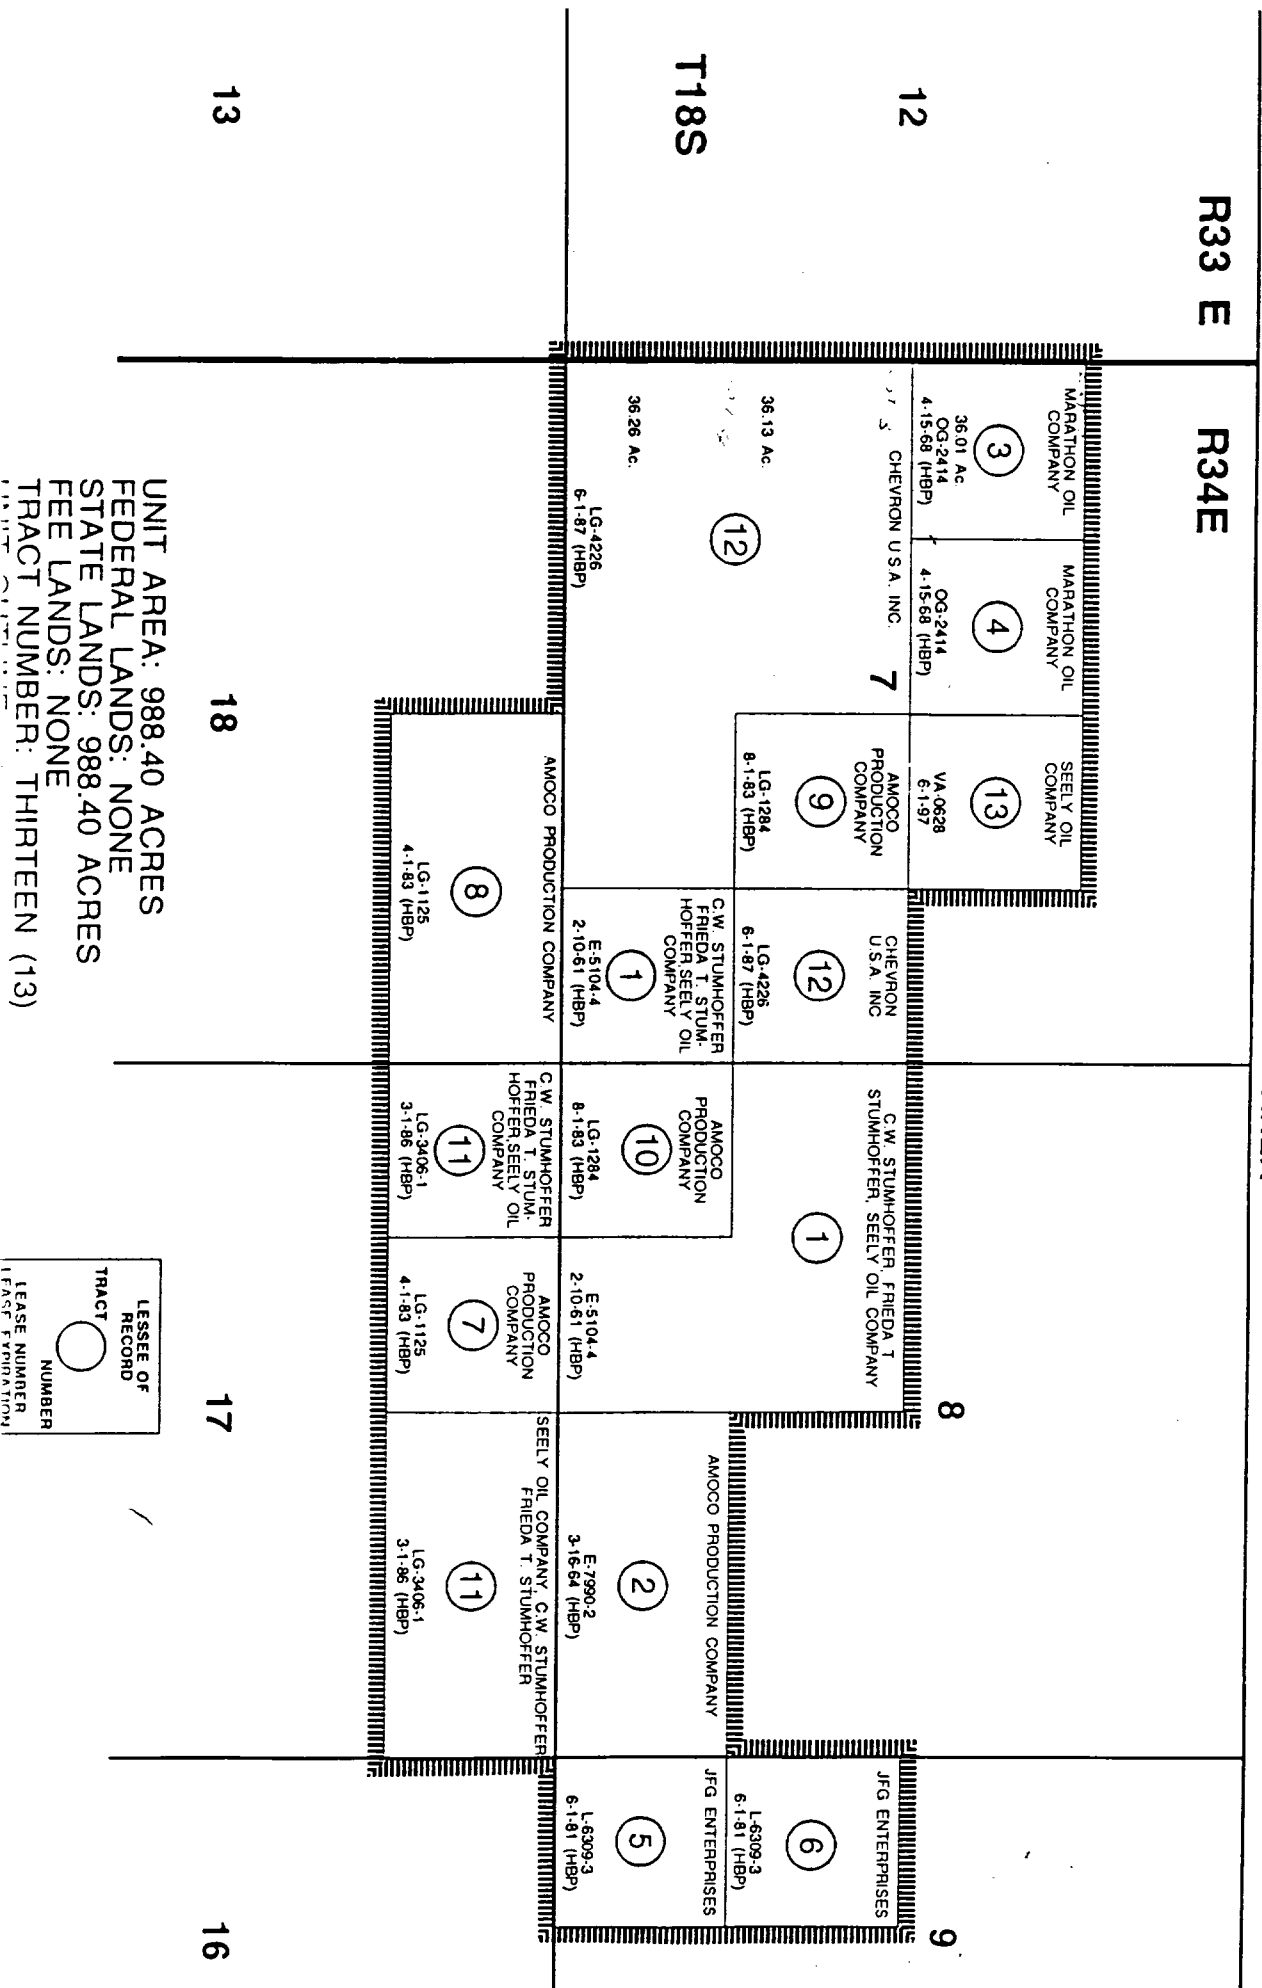 R33 E
R34E
T18S
12
13
MARATHON OIL
COMPANY
3
36.01 Ac.
OG-2414
4-15-68 (HBP)
MARATHON OIL
COMPANY
4
OG-2414
4-15-68 (HBP)
SEELY OIL
COMPANY
13
VA-0628
6-1-97
CHEVRON U.S.A. INC.
7
36.13 Ac.
12
36.26 Ac.
LG-4226
6-1-87 (HBP)
AMOCO
PRODUCTION
COMPANY
9
LG-1284
8-1-83 (HBP)
CHEVRON
U.S.A. INC
12
LG-4226
6-1-87 (HBP)
C.W. STUMHOFFER
FRIEDA T. STUM-
HOFFER,SEELY OIL
COMPANY
1
E-5104-4
2-10-61 (HBP)
C.W. STUMHOFFER, FRIEDA T
STUMHOFFER, SEELY OIL COMPANY
1
E-5104-4
2-10-61 (HBP)
8
AMOCO
PRODUCTION
COMPANY
10
LG-1284
8-1-83 (HBP)
AMOCO PRODUCTION COMPANY
2
E-7990-2
3-16-64 (HBP)
JFG ENTERPRISES
6
L-6309-3
6-1-81 (HBP)
9
JFG ENTERPRISES
5
L-6309-3
6-1-81 (HBP)
AMOCO PRODUCTION COMPANY
8
LG-1125
4-1-83 (HBP)
C.W. STUMHOFFER
FRIEDA T. STUM-
HOFFER,SEELY OIL
COMPANY
11
LG-3406-1
3-1-86 (HBP)
AMOCO
PRODUCTION
COMPANY
7
LG-1125
4-1-83 (HBP)
SEELY OIL COMPANY, C.W. STUMHOFFER
FRIEDA T. STUMHOFFER
11
LG-3406-1
3-1-86 (HBP)
18
17
16
UNIT AREA: 988.40 ACRES
FEDERAL LANDS: NONE
STATE LANDS: 988.40 ACRES
FEE LANDS: NONE
TRACT NUMBER: THIRTEEN (13)
LESSEE OF
RECORD
TRACT
NUMBER
LEASE NUMBER
LEASE EXPIRATION